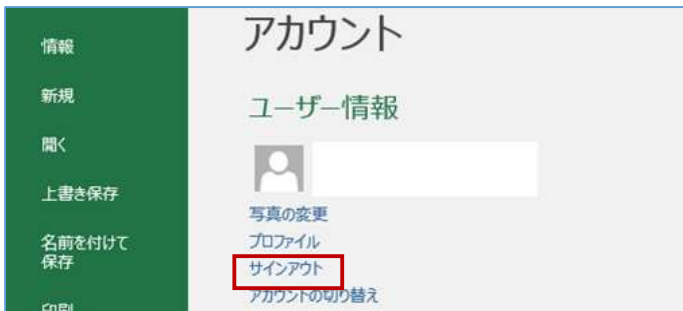 アカウント
情報
新規
ユーザー情報
開く
上書き保存
写真の変更
名前を付けて
保存
プロファイル
サインアウト
アカウントの切り替え
印刷